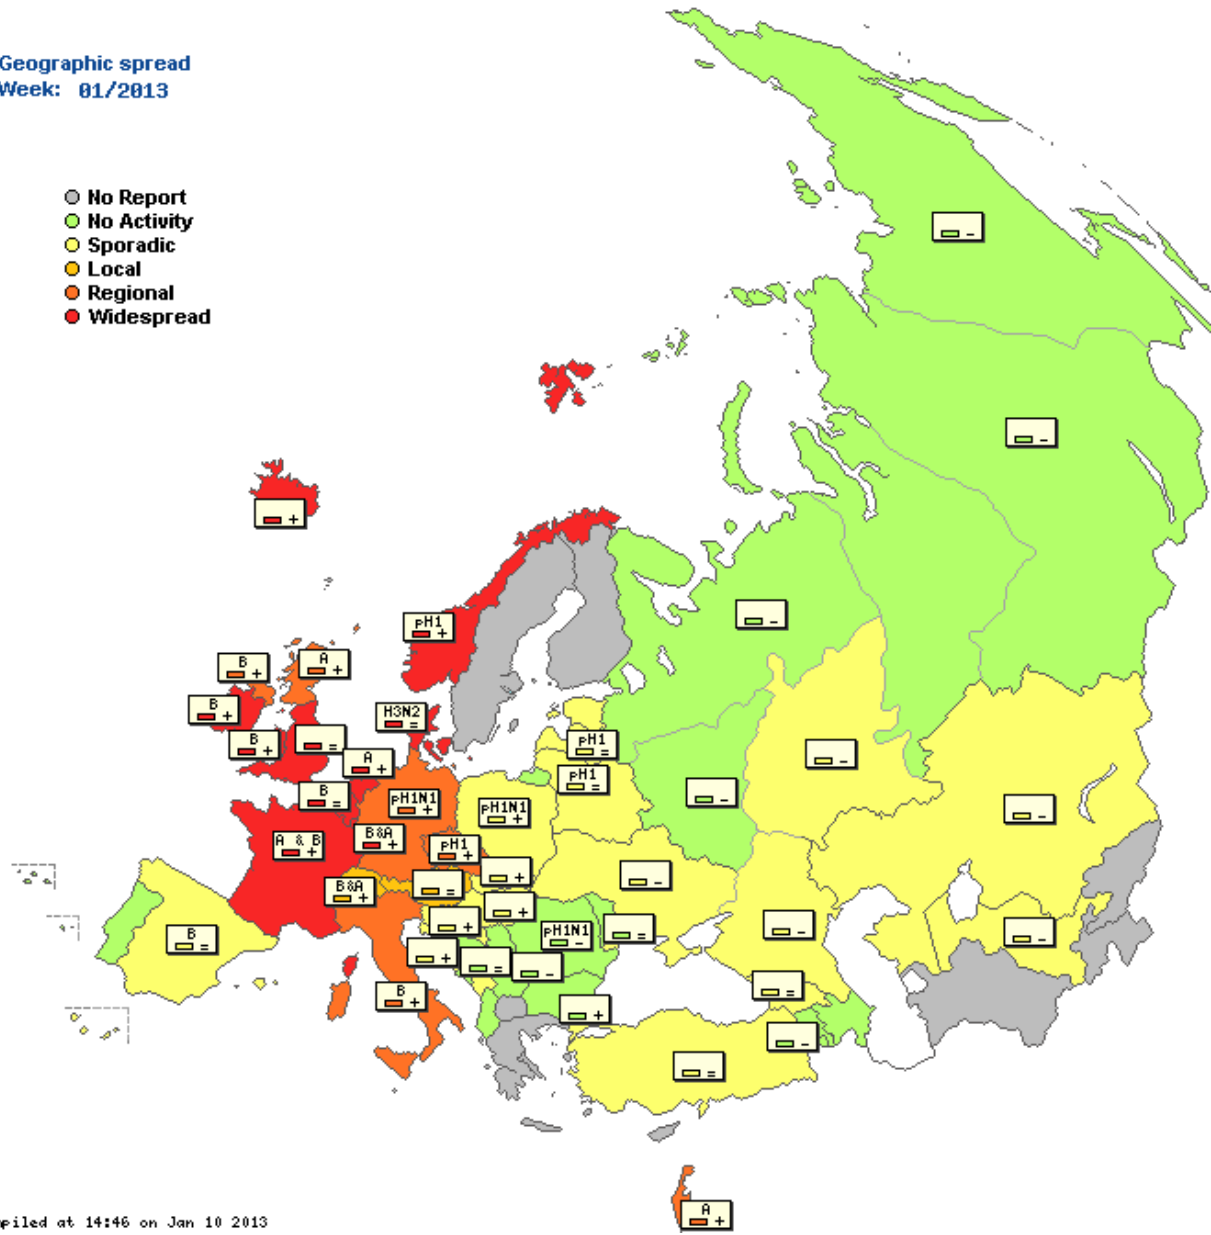 Geographic spread
Week: 01/2013
No Report
No Activity
Sporadic
Local
Regional
Widespread
-
-
+
pH1
+
-
B
+
A
+
B
+
H3N2
=
B
+
=
pH1
=
-
A
+
pH1
=
-
B
=
pH1N1
+
pH1N1
+
-
A & B
+
B&A
+
pH1
+
+
-
B&A
+
=
+
B
=
+
pH1N1
-
=
-
-
+
=
-
=
B
+
+
-
=
A
+
piled at 14:46 on Jan 10 2013